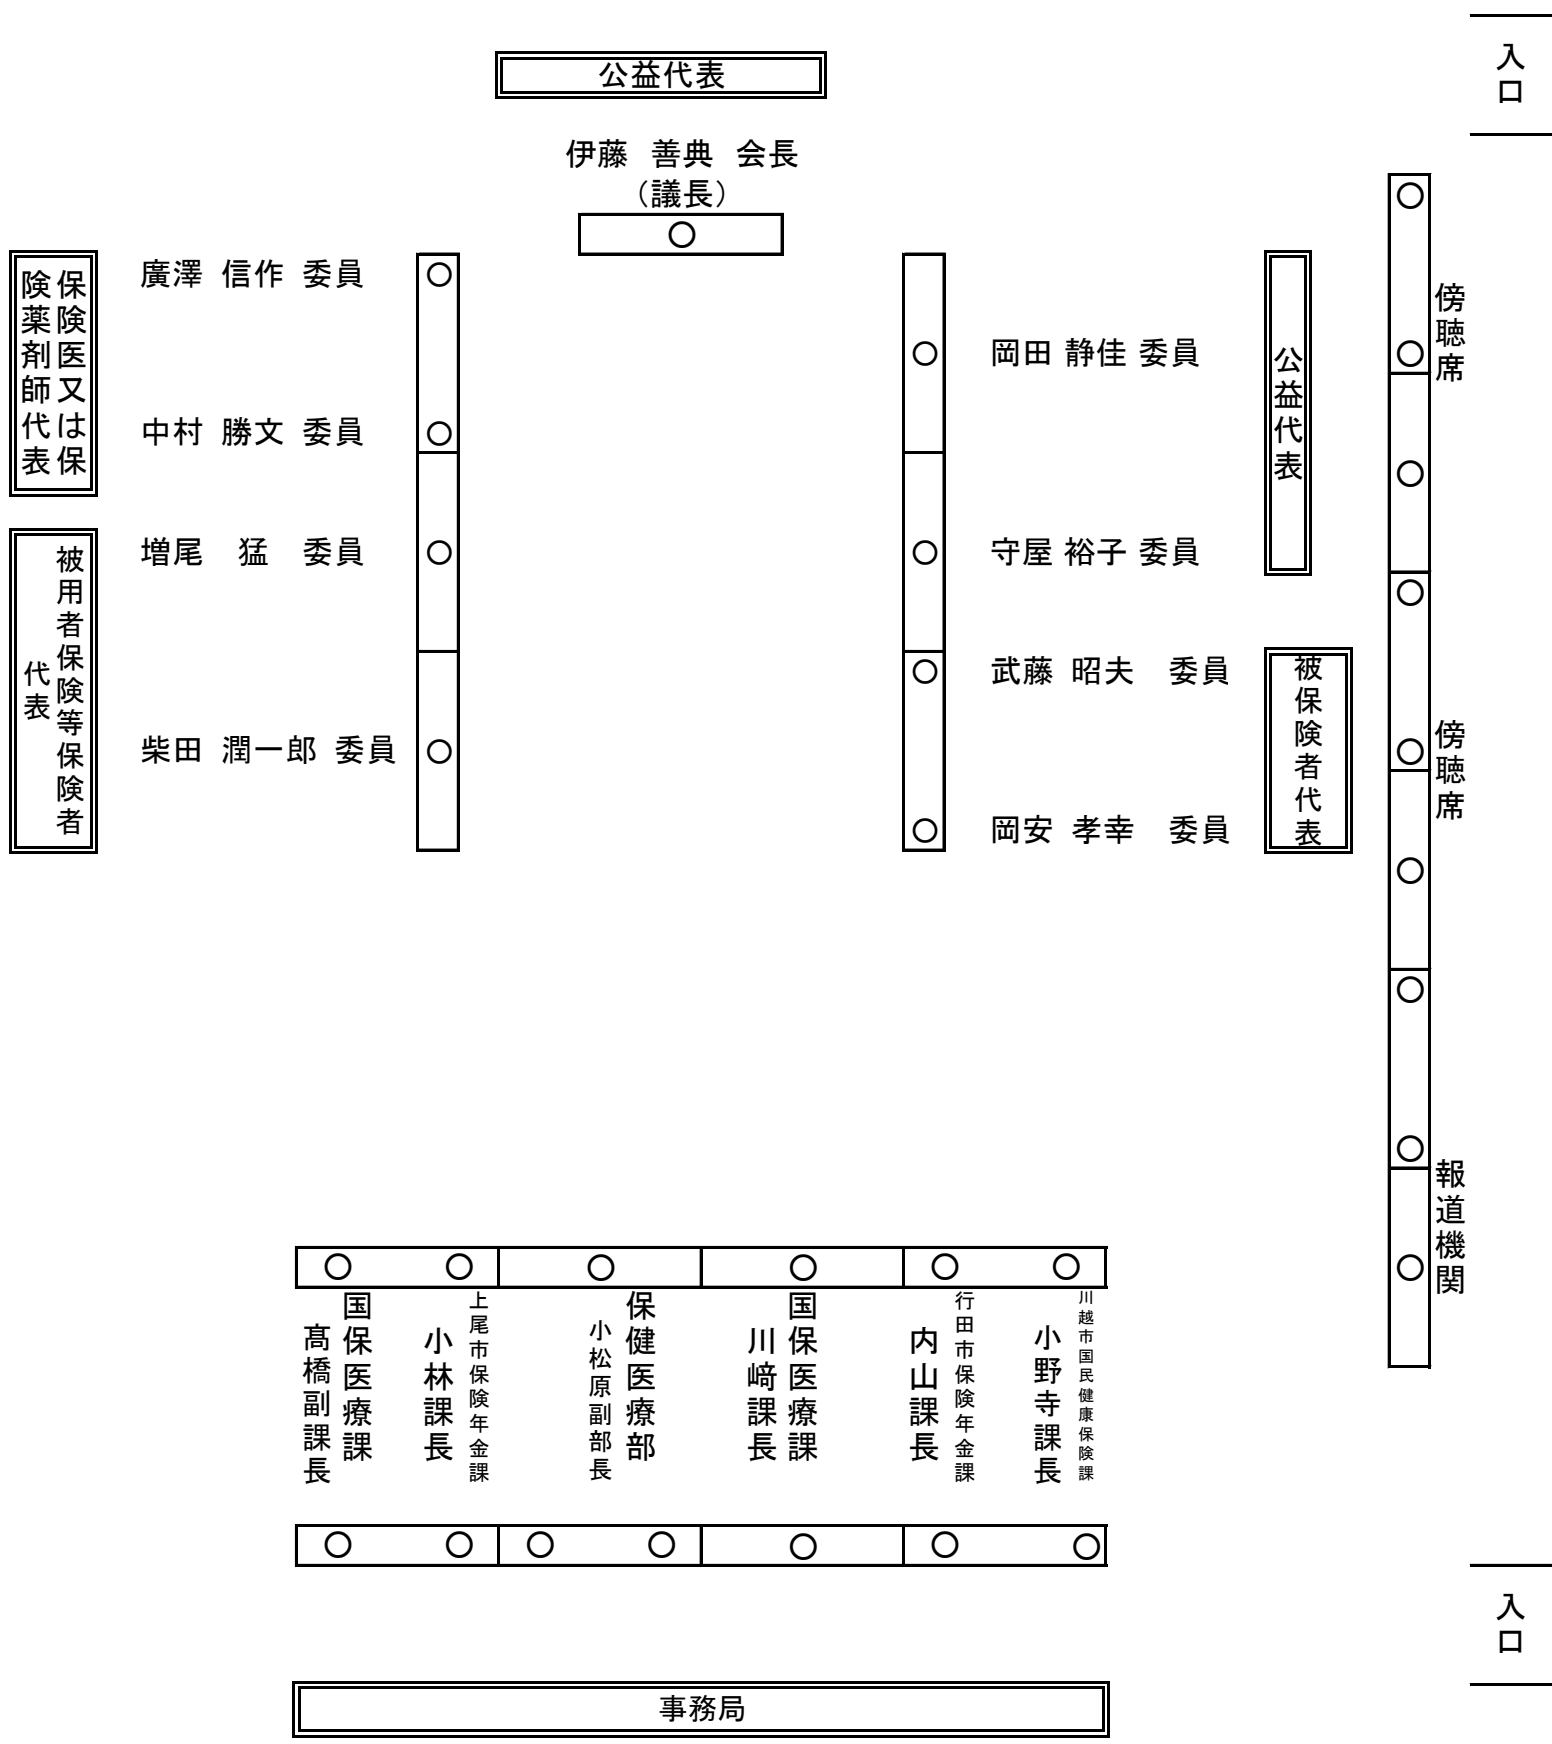 入口
公益代表
伊藤 善典 会長
（議長）
保険医又は保
険薬剤師代表
廣澤 信作 委員
中村 勝文 委員
被用者保険等保険者
代表
増尾 猛 委員
柴田 潤一郎 委員
岡田 静佳 委員
守屋 裕子 委員
公益代表
武藤 昭夫 委員
岡安 孝幸 委員
被保険者代表
傍聴席
傍聴席
報道機関
国保医療課
髙橋副課長
上尾市保険年金課
小林課長
保健医療部
小松原副部長
国保医療課
川﨑課長
行田市保険年金課
内山課長
川越市国民健康保険課
小野寺課長
入口
事務局